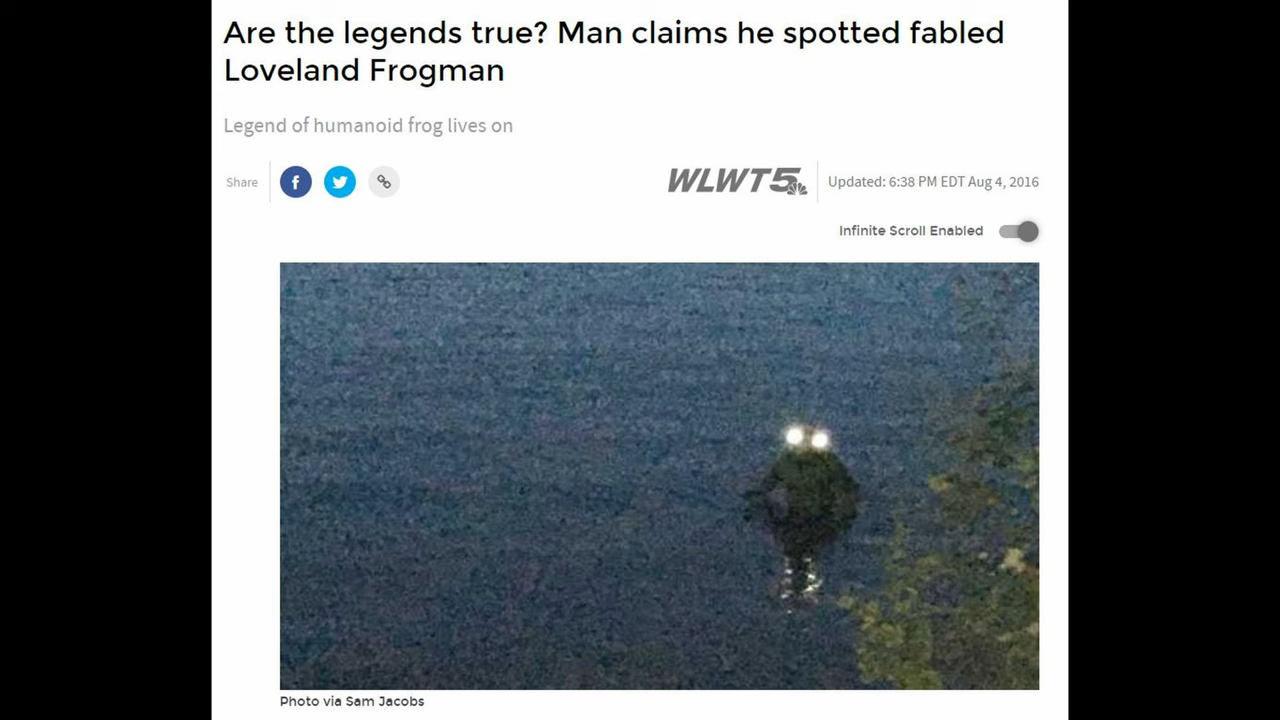 Are the legends true? Man claims he spotted fabled
Loveland Frogman
Legend of humanoid frog lives on
Share
WLWT5
Updated: 6:38 PM EDT Aug 4, 2016
Infinite Scroll Enabled
Photo via Sam Jacobs